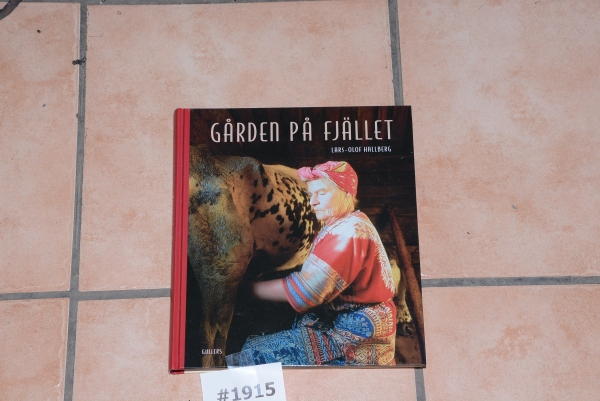 GÅRDEN PÅ FJÄLLET
LARS-OLOF HALLBERG
GULLERS
#1915